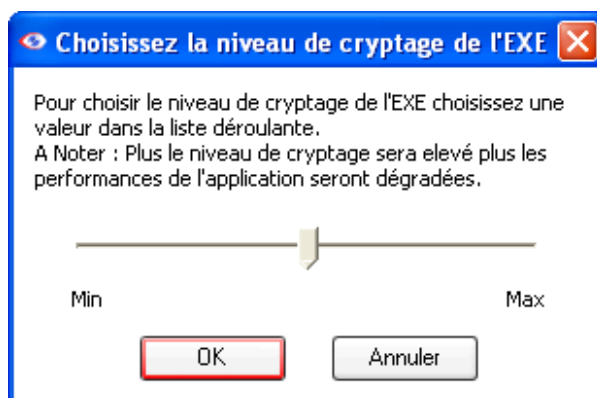 Choisissez la niveau de cryptage de l'EXE
Pour choisir le niveau de cryptage de l'EXE choisissez une
valeur dans la liste déroulante.
A Noter : Plus le niveau de cryptage sera elevé plus les
performances de l'application seront dégradées.
Min Max
OK Annuler